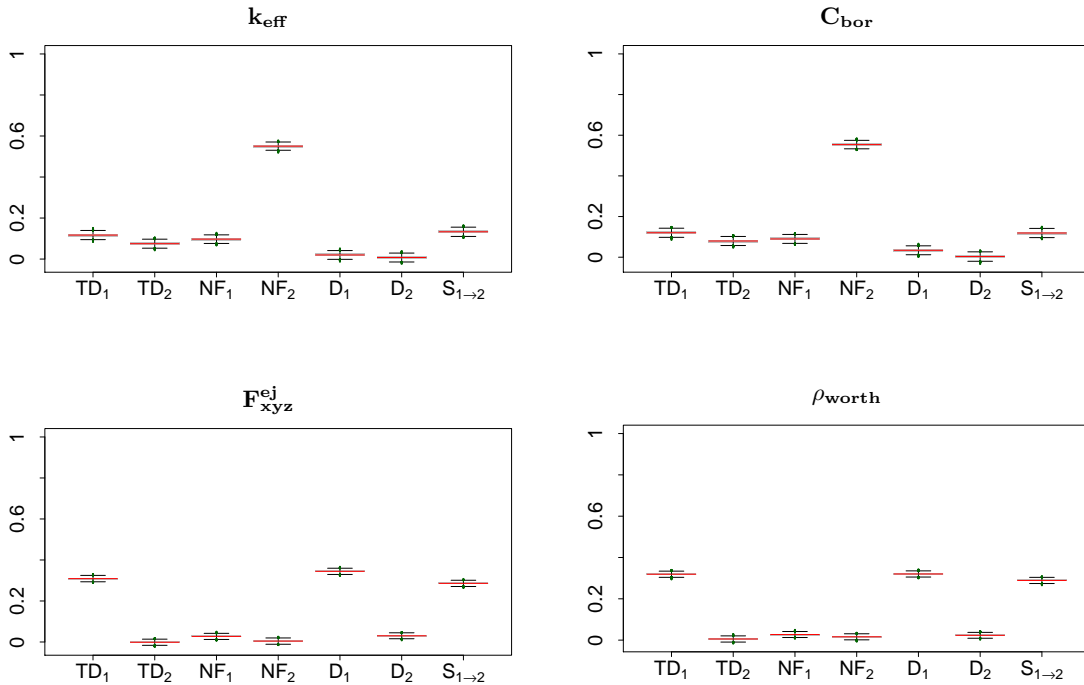 k_eff
C_bor
1
0.6
0.2
0
TD₁ TD₂ NF₁ NF₂ D₁ D₂ S₁→₂
1
0.6
0.2
0
TD₁ TD₂ NF₁ NF₂ D₁ D₂ S₁→₂
F^ej_xyz
ρ_worth
1
0.6
0.2
0
TD₁ TD₂ NF₁ NF₂ D₁ D₂ S₁→₂
1
0.6
0.2
0
TD₁ TD₂ NF₁ NF₂ D₁ D₂ S₁→₂